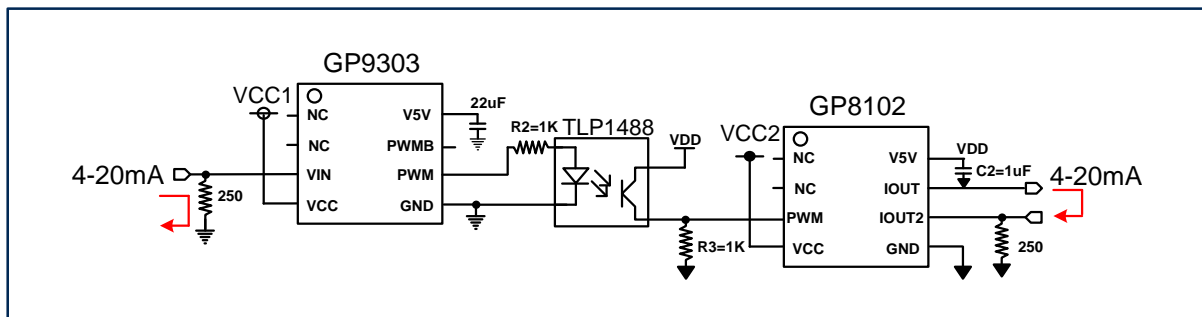 GP9303
VCC1
NC
NC
VIN
VCC
V5V
PWMB
PWM
GND
22uF
4-20mA
250
R2=1K
TLP1488
VDD
R3=1K
GP8102
VCC2
NC
NC
PWM
VCC
V5V
IOUT
IOUT2
GND
VDD
C2=1uF
4-20mA
250